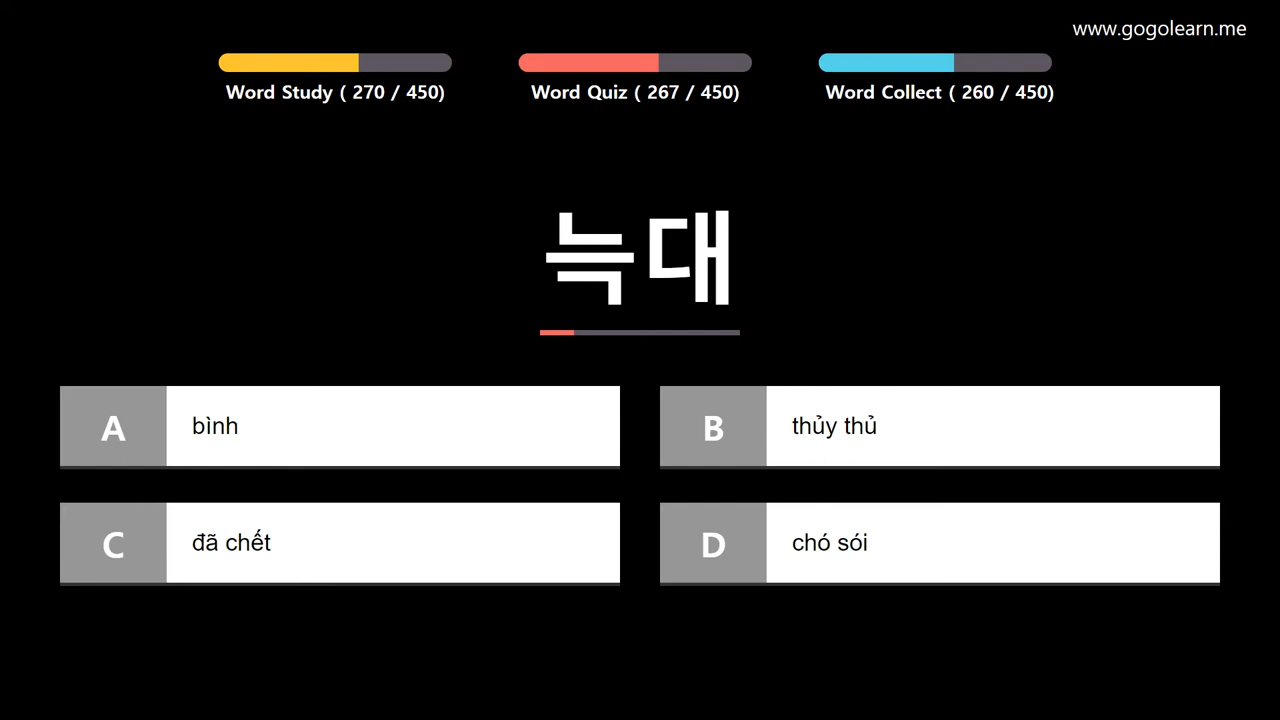 www.gogolearn.me
Word Study ( 270 / 450)
Word Quiz ( 267 / 450)
Word Collect ( 260 / 450)
늑대
A bình
B thủy thủ
C đã chết
D chó sói